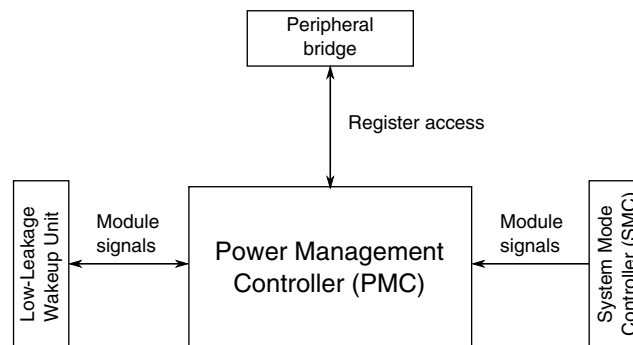 Peripheral
bridge
Register access
Low-Leakage
Wakeup Unit
Module
signals
Power Management
Controller (PMC)
Module
signals
System Mode
Controller (SMC)